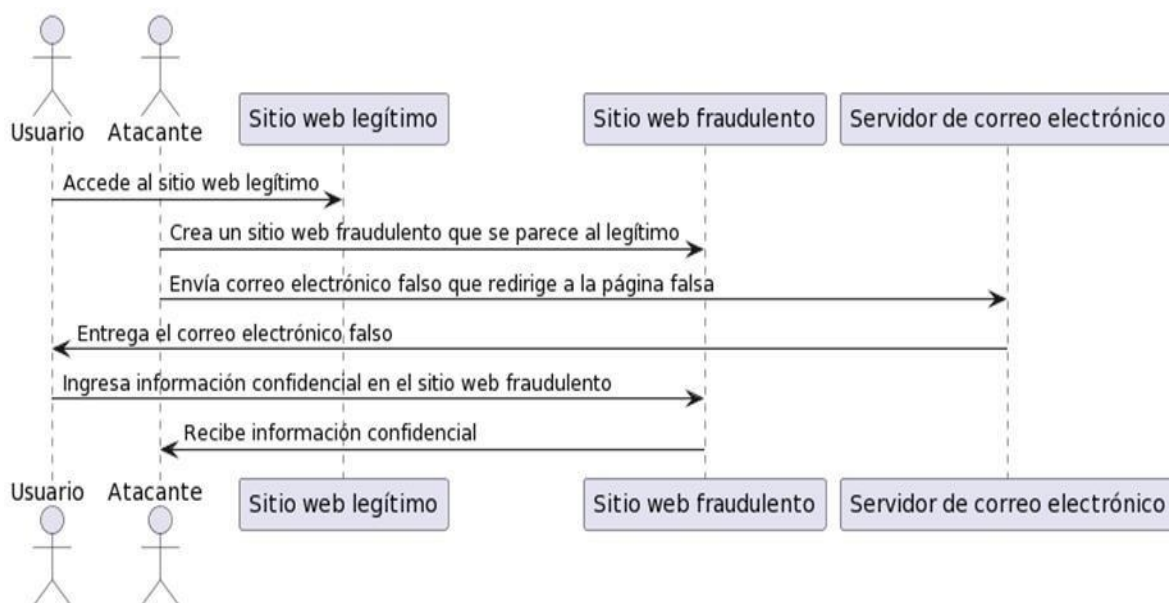 Usuario Atacante Sitio web legítimo Sitio web fraudulento Servidor de correo electrónico
Accede al sitio web legítimo
Crea un sitio web fraudulento que se parece al legítimo
Envía correo electrónico falso que redirige a la página falsa
Entrega el correo electrónico falso
Ingresa información confidencial en el sitio web fraudulento
Recibe información confidencial
Usuario Atacante Sitio web legítimo Sitio web fraudulento Servidor de correo electrónico